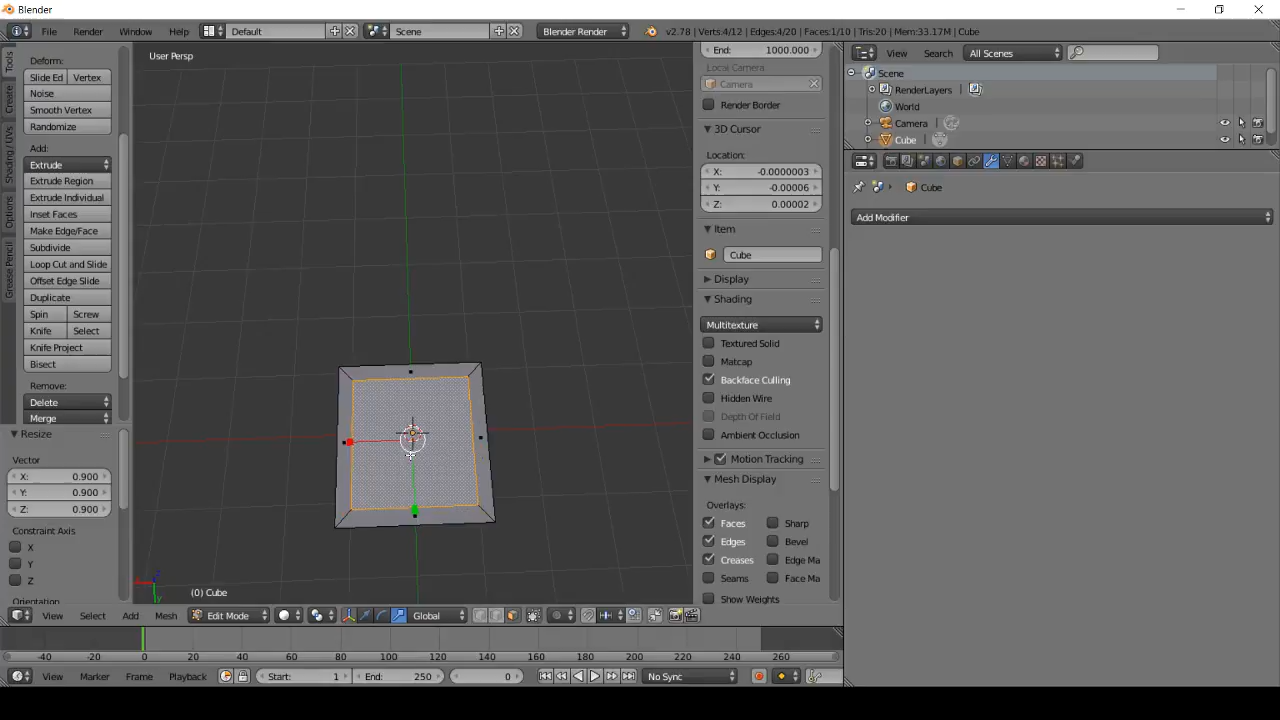 Blender
File Render Window Help Default Scene Blender Render v2.78 | Verts:4/12 | Edges:4/20 | Faces:1/10 | Tris:20 | Mem:33.17M | Cube
Tools
Create
Shading / UVs
Options
Grease Pencil
Deform:
Slide Ed Vertex
Noise
Smooth Vertex
Randomize
Add:
Extrude
Extrude Region
Extrude Individual
Inset Faces
Make Edge/Face
Subdivide
Loop Cut and Slide
Offset Edge Slide
Duplicate
Spin Screw
Knife Select
Knife Project
Bisect
Remove:
Delete
Merge
Resize
Vector
X: 0.900
Y: 0.900
Z: 0.900
Constraint Axis
X
Y
Z
Orientation
User Persp
(0) Cube
End: 1000.000
Local Camera
Camera
Render Border
3D Cursor
Location:
X: -0.0000003
Y: -0.00006
Z: 0.00002
Item
Cube
Display
Shading
Multitexture
Textured Solid
Matcap
Backface Culling
Hidden Wire
Depth Of Field
Ambient Occlusion
Motion Tracking
Mesh Display
Overlays:
Faces Sharp
Edges Bevel
Creases Edge Ma
Seams Face Ma
Show Weights
View Search All Scenes
Scene
RenderLayers
World
Camera
Cube
Cube
Add Modifier
View Select Add Mesh Edit Mode Global
-40 -20 0 20 40 60 80 100 120 140 160 180 200 220 240 260
View Marker Frame Playback Start: 1 End: 250 0 No Sync